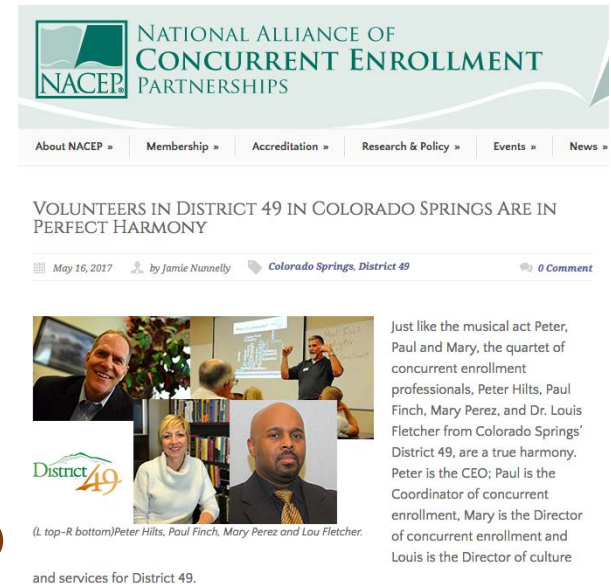 NACEP®
NATIONAL ALLIANCE OF
CONCURRENT ENROLLMENT
PARTNERSHIPS
About NACEP » Membership » Accreditation » Research & Policy » Events » News »
VOLUNTEERS IN DISTRICT 49 IN COLORADO SPRINGS ARE IN
PERFECT HARMONY
May 16, 2017 by Jamie Nunnelly Colorado Springs, District 49 0 Comment
District 49
(L top-R bottom)Peter Hilts, Paul Finch, Mary Perez and Lou Fletcher.
Just like the musical act Peter,
Paul and Mary, the quartet of
concurrent enrollment
professionals, Peter Hilts, Paul
Finch, Mary Perez, and Dr. Louis
Fletcher from Colorado Springs’
District 49, are a true harmony.
Peter is the CEO; Paul is the
Coordinator of concurrent
enrollment, Mary is the Director
of concurrent enrollment and
Louis is the Director of culture
and services for District 49.